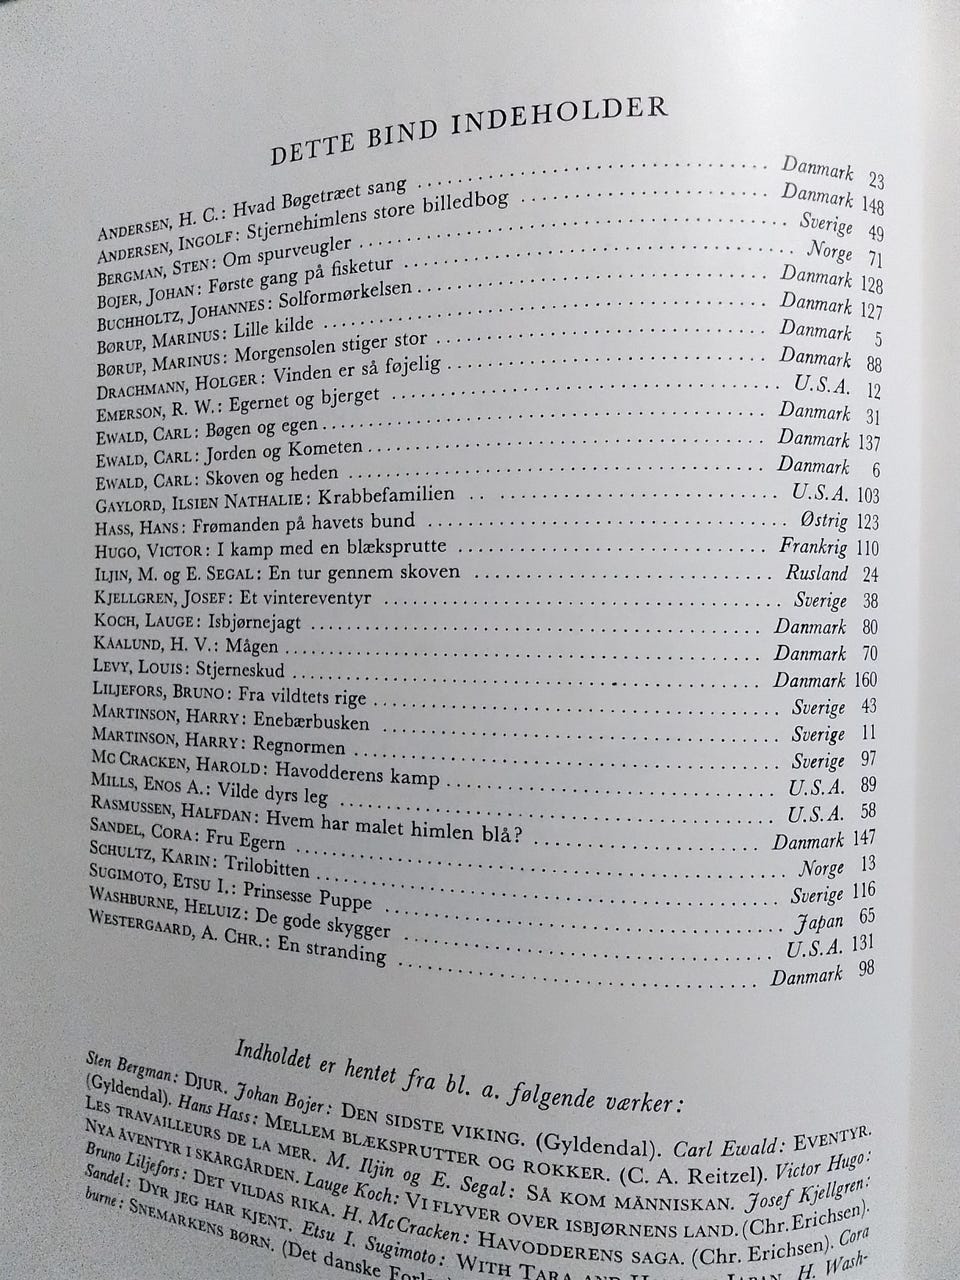 DETTE BIND INDEHOLDER
ANDERSEN, H. C.: Hvad Bøgetræet sang .......... Danmark 23
ANDERSEN, INGOLF: Stjernehimlens store billedbog .......... Danmark 148
BERGMAN, STEN: Om spurveugler .......... Sverige 49
BOJER, JOHAN: Første gang på fisketur .......... Norge 71
BUCHHOLTZ, JOHANNES: Solformørkelsen .......... Danmark 128
BØRUP, MARINUS: Lille kilde .......... Danmark 127
BØRUP, MARINUS: Morgensolen stiger stor .......... Danmark 5
DRACHMANN, HOLGER: Vinden er så føjelig .......... Danmark 88
EMERSON, R. W.: Egernet og bjerget .......... U.S.A. 12
EWALD, CARL: Bøgen og egen .......... Danmark 31
EWALD, CARL: Jorden og Kometen .......... Danmark 137
EWALD, CARL: Skoven og heden .......... Danmark 6
GAYLORD, ILSIEN NATHALIE: Krabbefamilien .......... U.S.A. 103
HASS, HANS: Frømanden på havets bund .......... Østrig 123
HUGO, VICTOR: I kamp med en blæksprutte .......... Frankrig 110
ILJIN, M. og E. SEGAL: En tur gennem skoven .......... Rusland 24
KJELLGREN, JOSEF: Et vintereventyr .......... Sverige 38
KOCH, LAUGE: Isbjørnejagt .......... Danmark 80
KAALUND, H. V.: Mågen .......... Danmark 70
LEVY, LOUIS: Stjerneskud .......... Danmark 160
LILJEFORS, BRUNO: Fra vildtets rige .......... Sverige 43
MARTINSON, HARRY: Enebærbusken .......... Sverige 11
MARTINSON, HARRY: Regnormen .......... Sverige 97
MC CRACKEN, HAROLD: Havodderens kamp .......... U.S.A. 89
MILLS, ENOS A.: Vilde dyrs leg .......... U.S.A. 58
RASMUSSEN, HALFDAN: Hvem har malet himlen blå? .......... Danmark 147
SANDEL, CORA: Fru Egern .......... Norge 13
SCHULTZ, KARIN: Trilobitten .......... Sverige 116
SUGIMOTO, ETSU I.: Prinsesse Puppe .......... Japan 65
WASHBURNE, HELUIZ: De gode skygger .......... U.S.A. 131
WESTERGAARD, A. CHR.: En stranding .......... Danmark 98
Indholdet er hentet fra bl. a. følgende værker:
Sten Bergman: DJUR. Johan Bojer: DEN SIDSTE VIKING. (Gyldendal). Carl Ewald: EVENTYR.
(Gyldendal). Hans Hass: MELLEM BLÆKSPRUTTER OG ROKKER. (C. A. Reitzel). Victor Hugo:
LES TRAVAILLEURS DE LA MER. M. Iljin og E. Segal: SÅ KOM MÄNNISKAN. Josef Kjellgren:
NYA ÄVENTYR I SKÄRGÅRDEN. Lauge Koch: VI FLYVER OVER ISBJØRNENS LAND. (Chr. Erichsen).
Bruno Liljefors: DET VILDAS RIKA. H. McCracken: HAVODDERENS SAGA. (Chr. Erichsen). Cora
Sandel: DYR JEG HAR KJENT. Etsu I. Sugimoto: WITH TARA AND JAPAN. H. Wash-
burne: SNEMARKENS BØRN. (Det danske